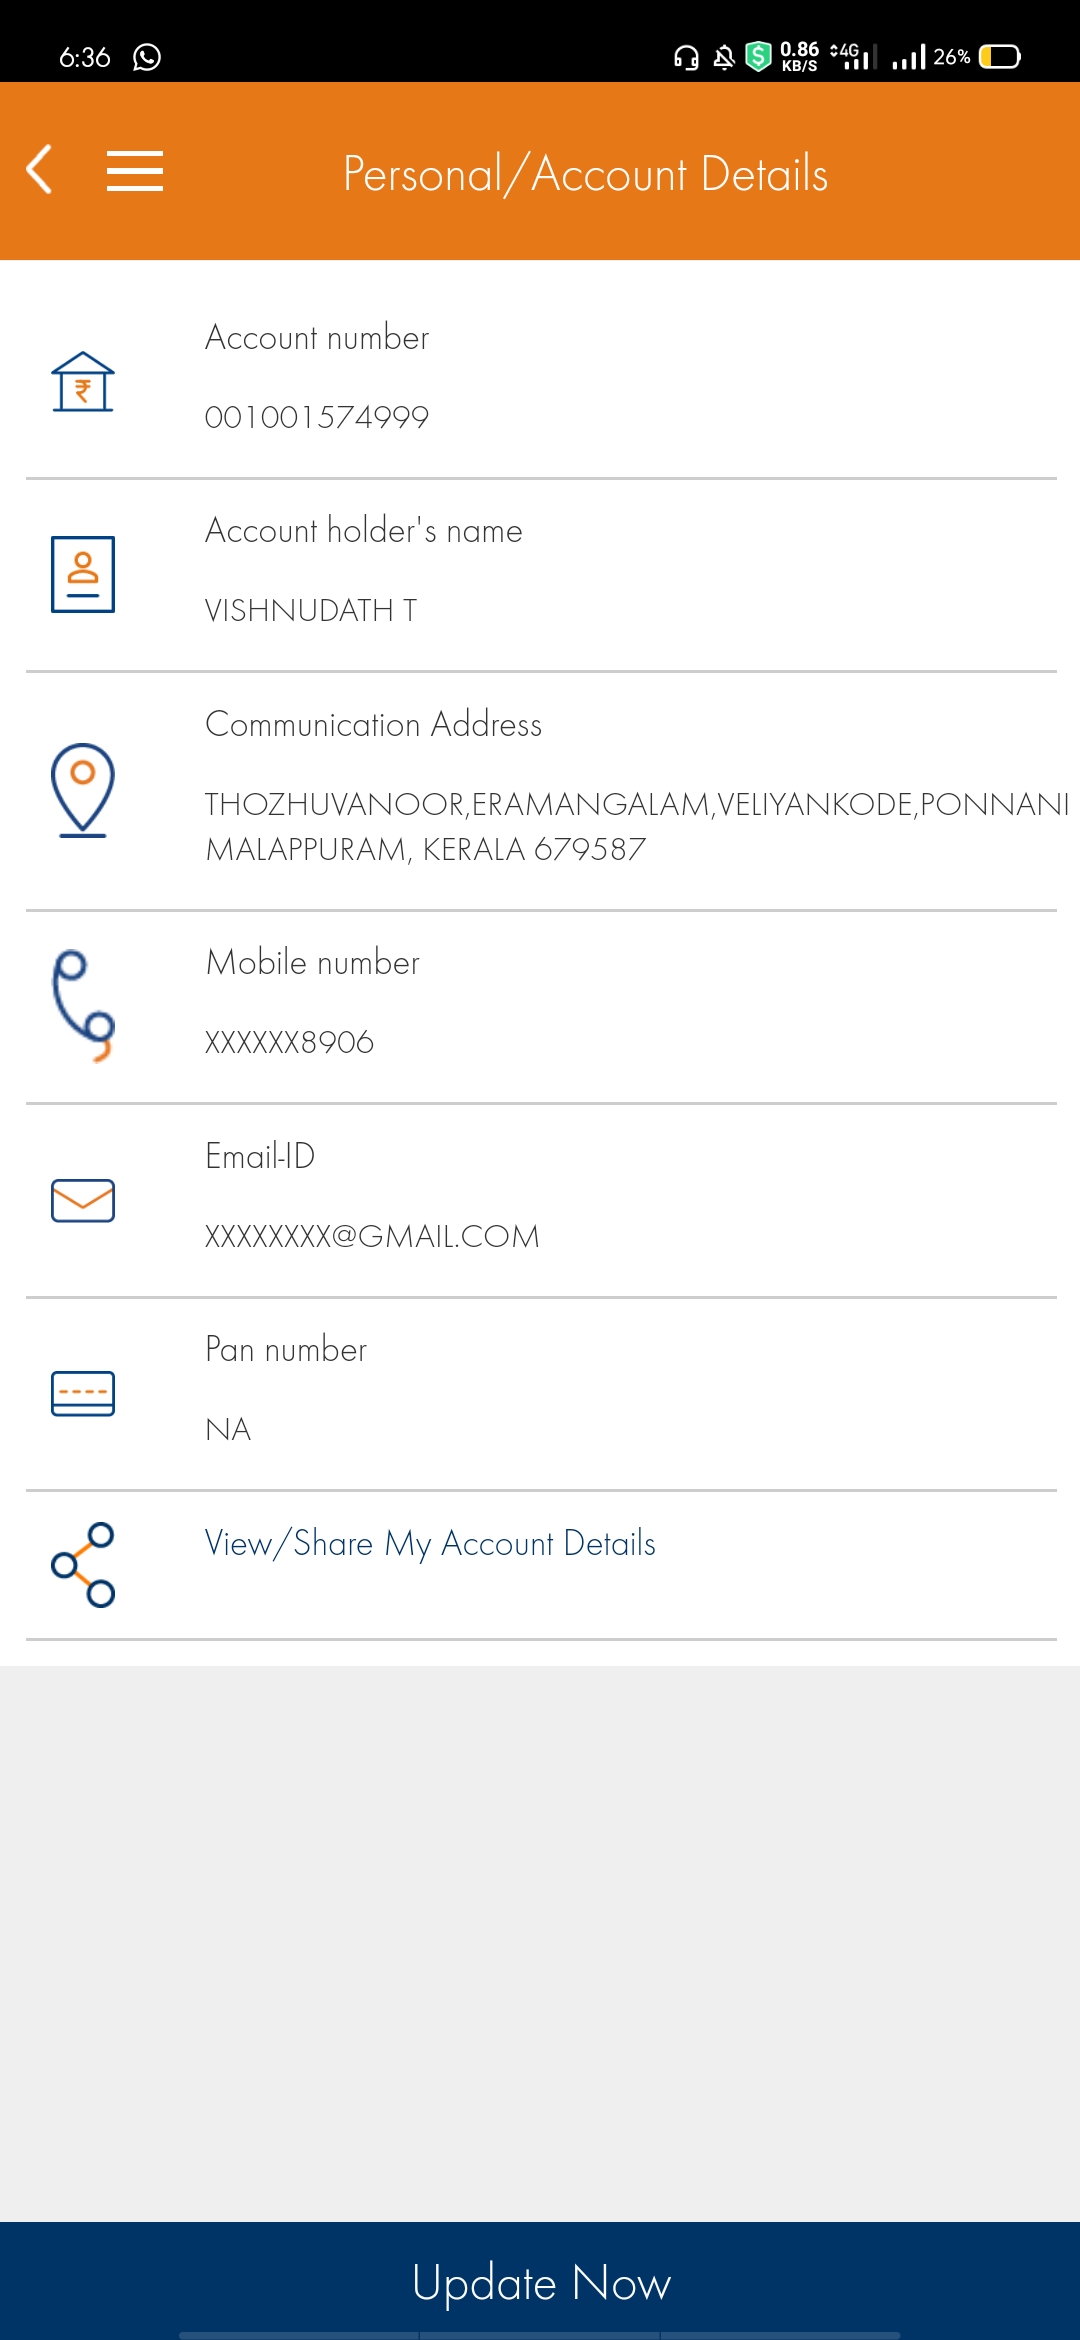 6:36
0.86 KB/S 4G 26%
Personal/Account Details
Account number
001001574999
Account holder's name
VISHNUDATH T
Communication Address
THOZHUVANOOR,ERAMANGALAM,VELIYANKODE,PONNANI
MALAPPURAM, KERALA 679587
Mobile number
XXXXXX8906
Email-ID
XXXXXXXX@GMAIL.COM
Pan number
NA
View/Share My Account Details
Update Now